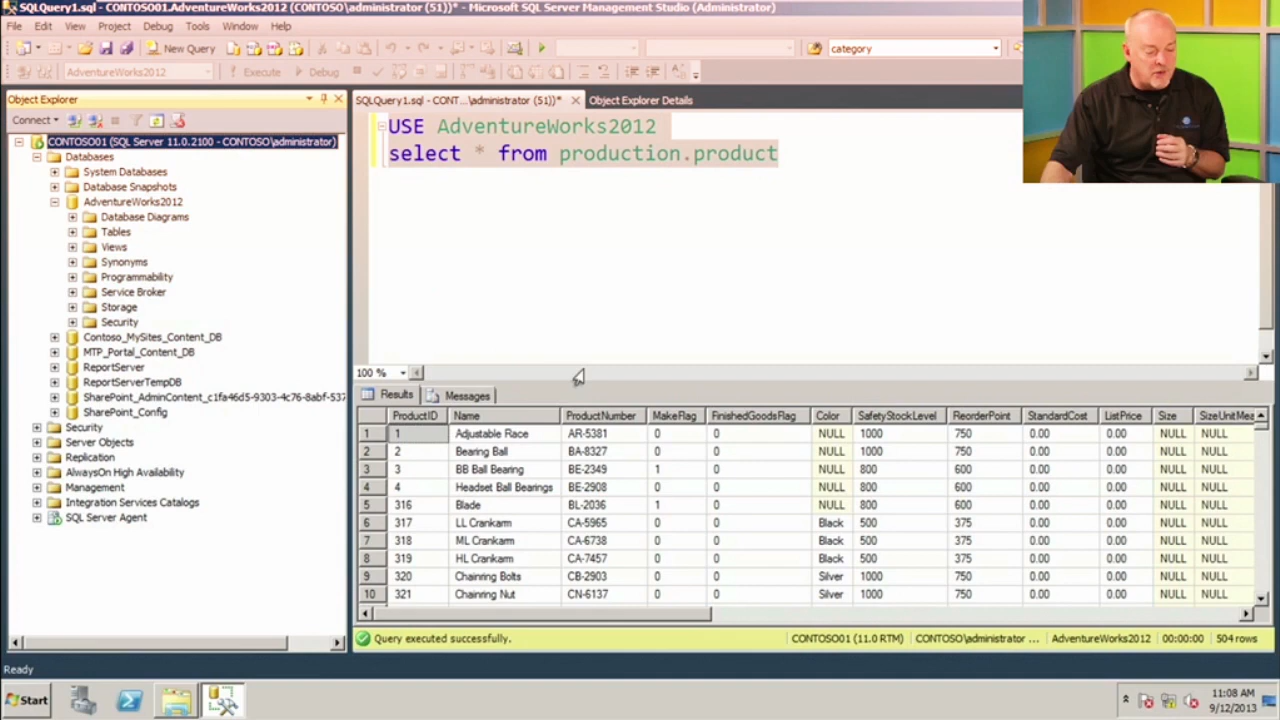 SQLQuery1.sql - CONTOSO01.AdventureWorks2012 (CONTOSO\administrator (51))* - Microsoft SQL Server Management Studio (Administrator)
File Edit View Project Debug Tools Window Help
New Query category
AdventureWorks2012 Execute Debug
Object Explorer
Connect
CONTOSO01 (SQL Server 11.0.2100 - CONTOSO\administrator)
Databases
System Databases
Database Snapshots
AdventureWorks2012
Database Diagrams
Tables
Views
Synonyms
Programmability
Service Broker
Storage
Security
Contoso_MySites_Content_DB
MTP_Portal_Content_DB
ReportServer
ReportServerTempDB
SharePoint_AdminContent_c1fa46d5-9303-4c76-8abf-537
SharePoint_Config
Security
Server Objects
Replication
AlwaysOn High Availability
Management
Integration Services Catalogs
SQL Server Agent
SQLQuery1.sql - CONT...\administrator (51))* Object Explorer Details
USE AdventureWorks2012
select * from production.product
100 %
Results Messages
ProductID Name ProductNumber MakeFlag FinishedGoodsFlag Color SafetyStockLevel ReorderPoint StandardCost ListPrice Size SizeUnitMea
1 1 Adjustable Race AR-5381 0 0 NULL 1000 750 0.00 0.00 NULL NULL
2 2 Bearing Ball BA-8327 0 0 NULL 1000 750 0.00 0.00 NULL NULL
3 3 BB Ball Bearing BE-2349 1 0 NULL 800 600 0.00 0.00 NULL NULL
4 4 Headset Ball Bearings BE-2908 0 0 NULL 800 600 0.00 0.00 NULL NULL
5 316 Blade BL-2036 1 0 NULL 800 600 0.00 0.00 NULL NULL
6 317 LL Crankarm CA-5965 0 0 Black 500 375 0.00 0.00 NULL NULL
7 318 ML Crankarm CA-6738 0 0 Black 500 375 0.00 0.00 NULL NULL
8 319 HL Crankarm CA-7457 0 0 Black 500 375 0.00 0.00 NULL NULL
9 320 Chainring Bolts CB-2903 0 0 Silver 1000 750 0.00 0.00 NULL NULL
10 321 Chainring Nut CN-6137 0 0 Silver 1000 750 0.00 0.00 NULL NULL
Query executed successfully. CONTOSO01 (11.0 RTM) CONTOSO\administrator ... AdventureWorks2012 00:00:00 504 rows
Ready
Start 11:08 AM
9/12/2013